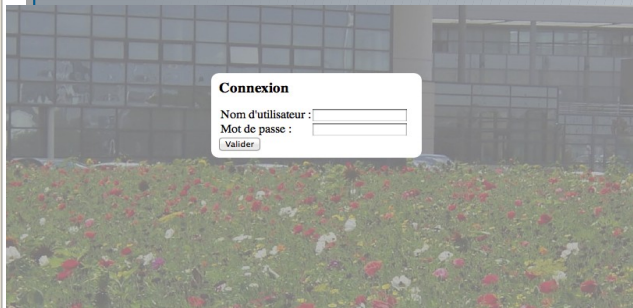 Connexion
Nom d'utilisateur :
Mot de passe :
Valider